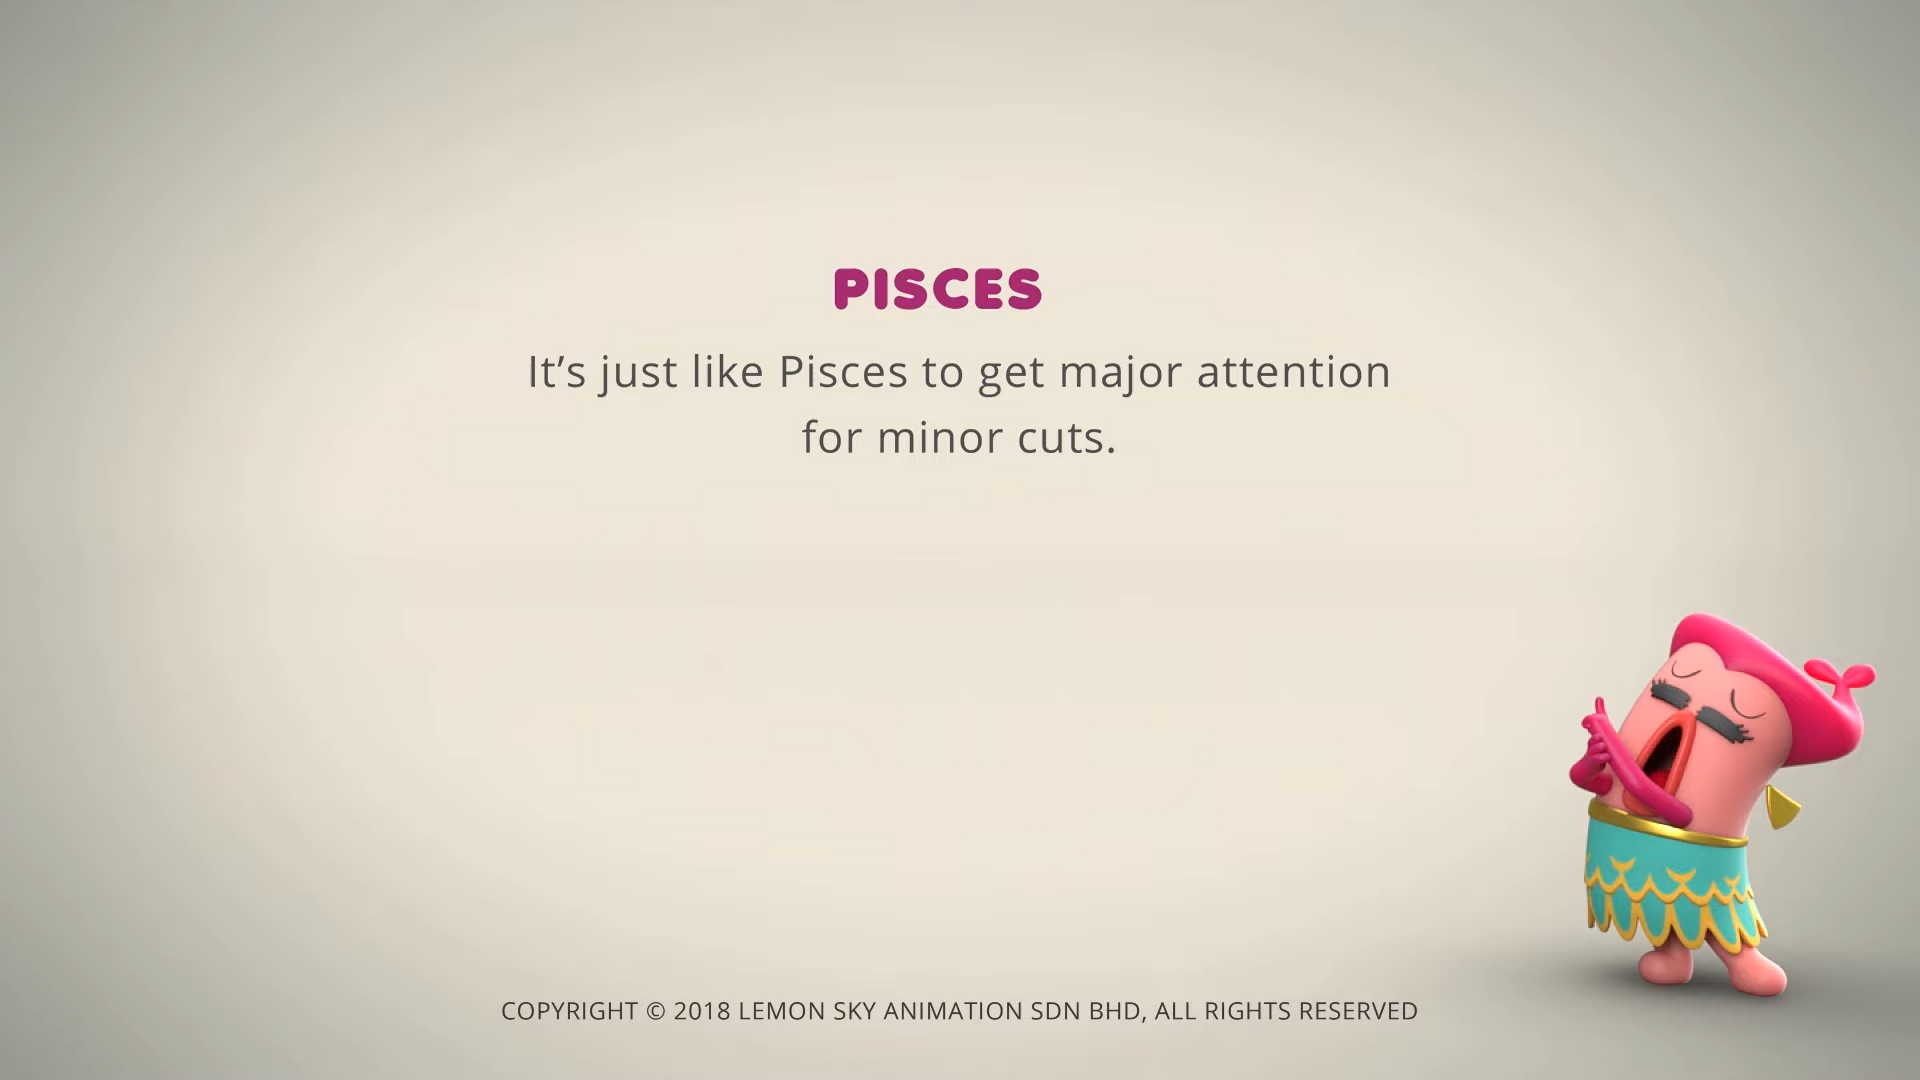 PISCES
It’s just like Pisces to get major attention
for minor cuts.
COPYRIGHT © 2018 LEMON SKY ANIMATION SDN BHD, ALL RIGHTS RESERVED